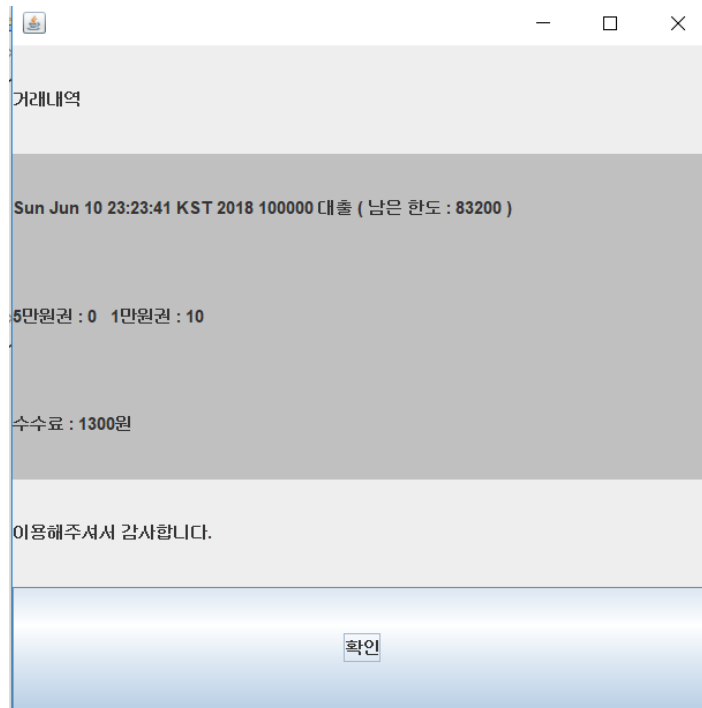 거래내역
Sun Jun 10 23:23:41 KST 2018 100000 대출 ( 남은 한도 : 83200 )
5만원권 : 0   1만원권 : 10
수수료 : 1300원
이용해주셔서 감사합니다.
확인